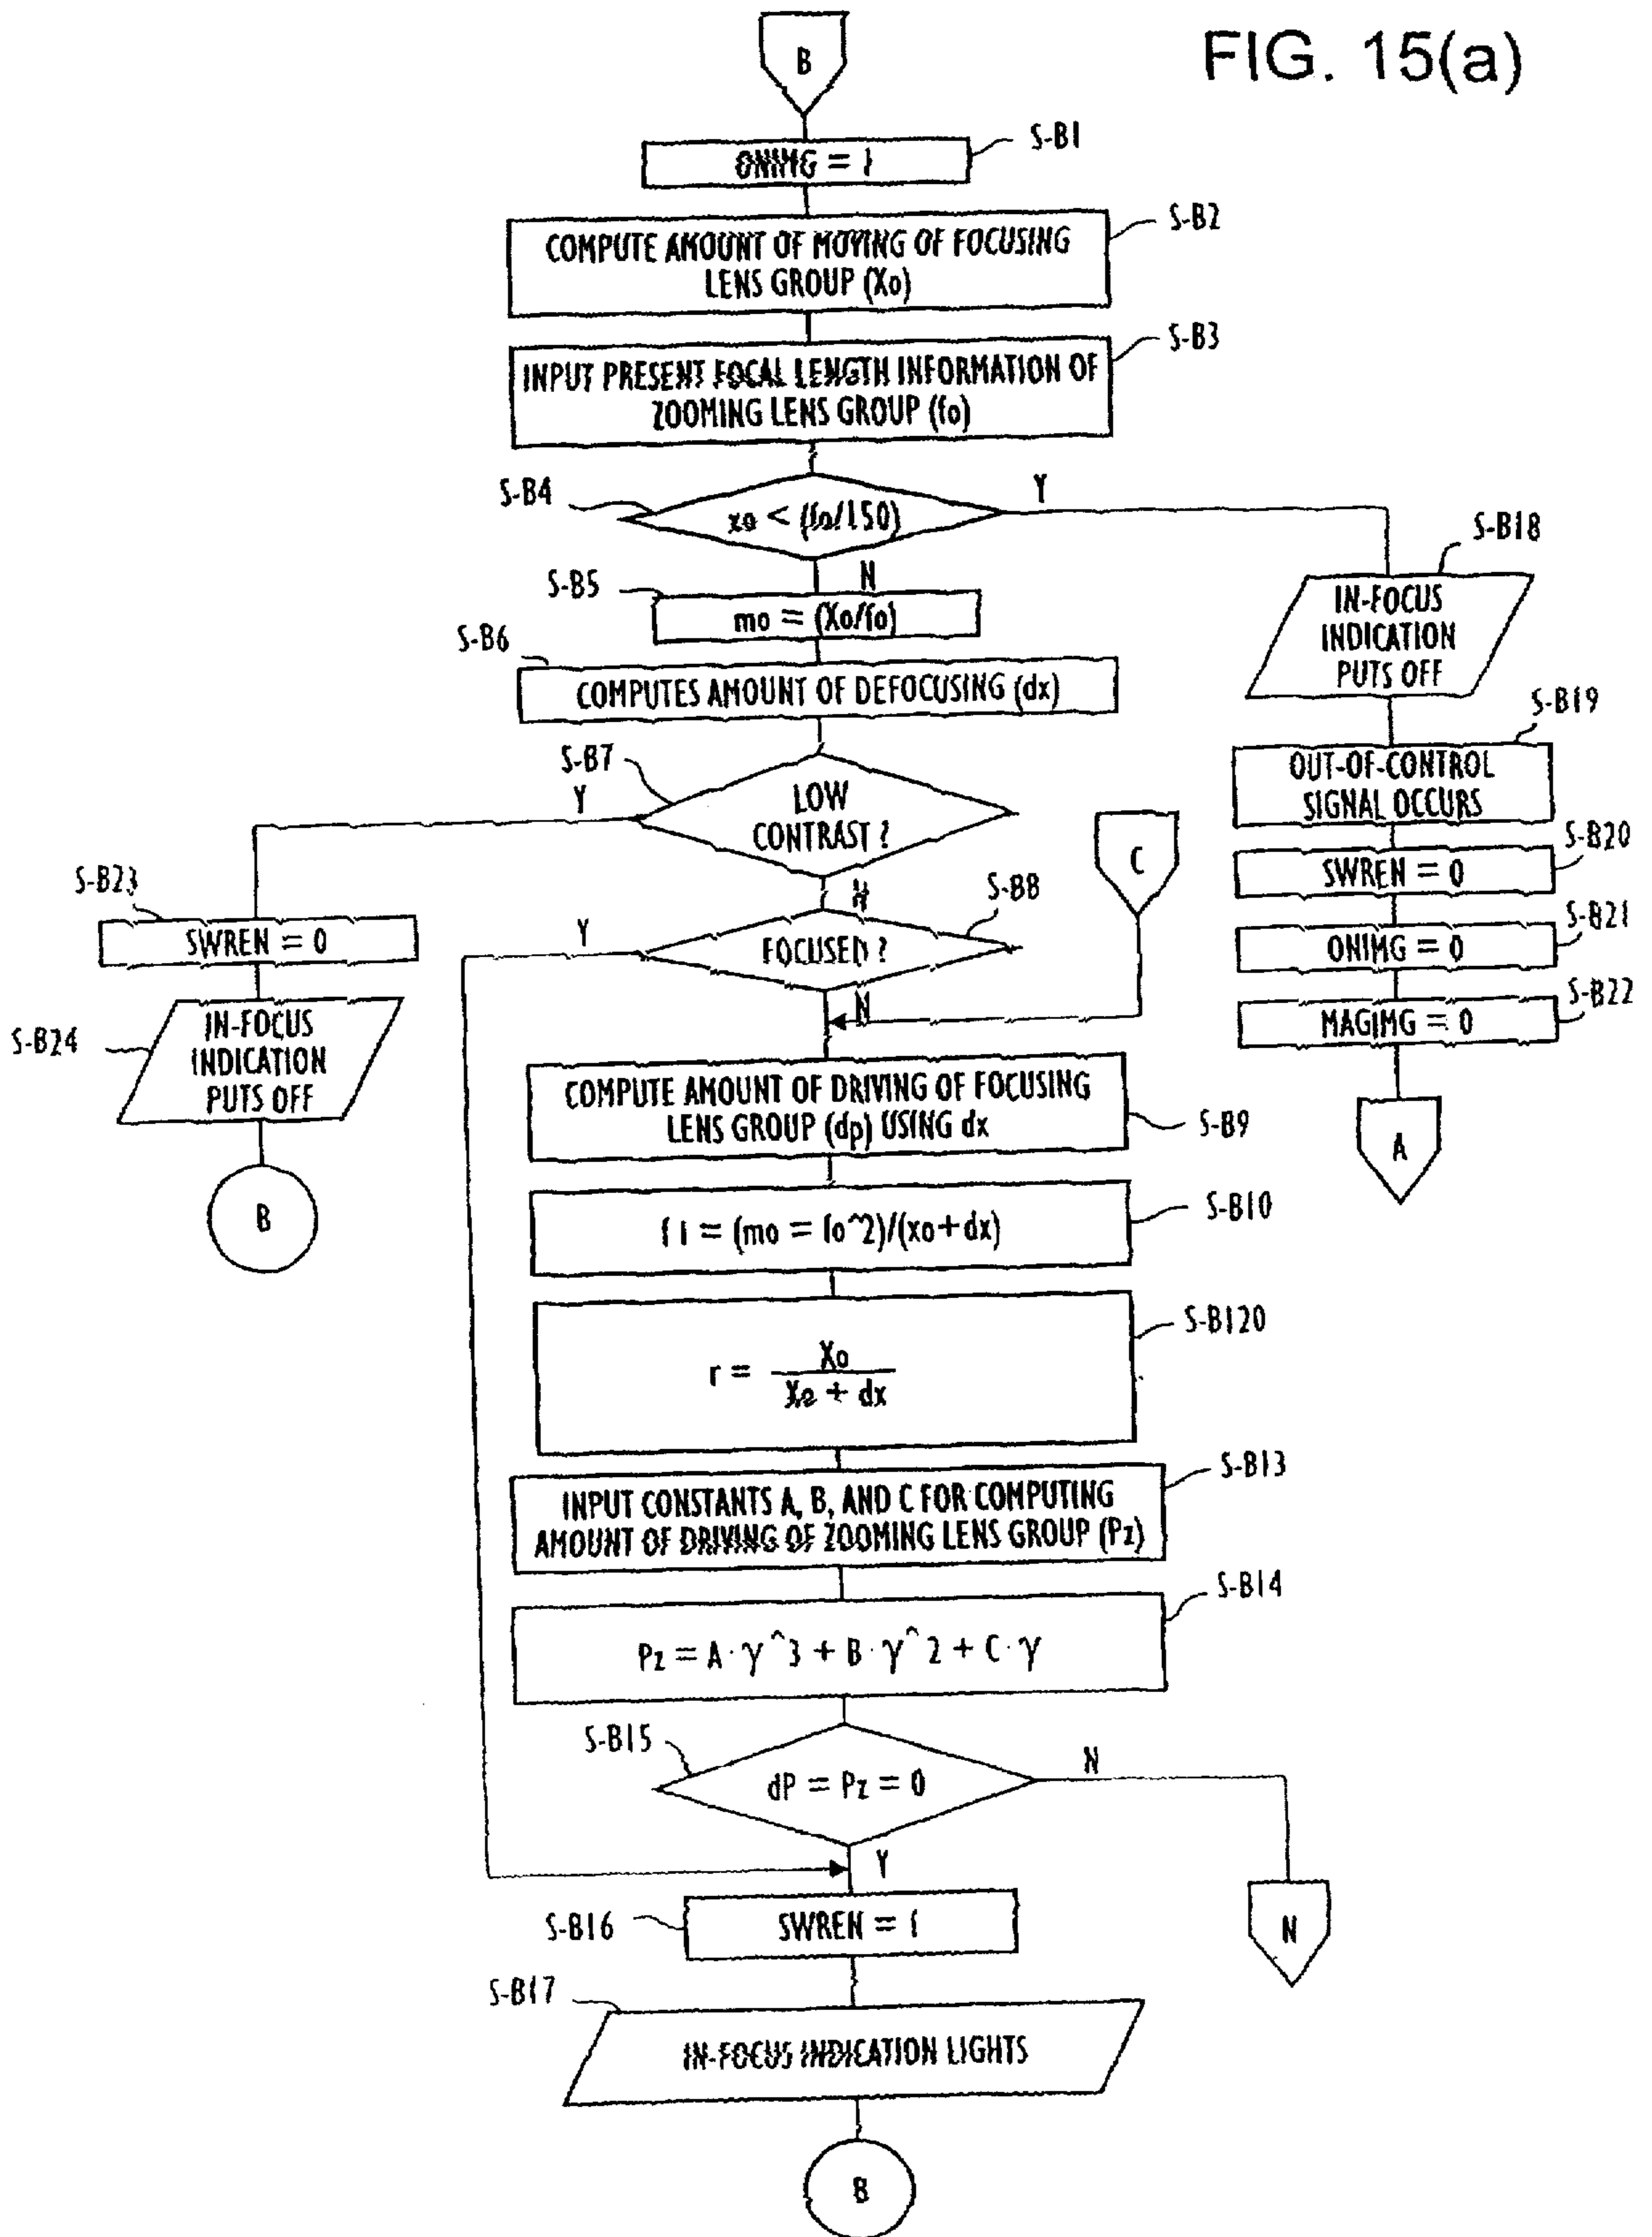 FIG. 15(a)
B
S-B1
ONIMG = 1
S-B2
COMPUTE AMOUNT OF MOVING OF FOCUSING
LENS GROUP (Xo)
S-B3
INPUT PRESENT FOCAL LENGTH INFORMATION OF
ZOOMING LENS GROUP (fo)
S-B4
xo < (fo/150)
Y
N
S-B5
mo = (Xo/fo)
S-B6
COMPUTES AMOUNT OF DEFOCUSING (dx)
S-B7
LOW
CONTRAST ?
Y
N
S-B8
FOCUSED ?
Y
N
C
S-B23
SWREN = 0
S-B24
IN-FOCUS
INDICATION
PUTS OFF
B
S-B18
IN-FOCUS
INDICATION
PUTS OFF
S-B19
OUT-OF-CONTROL
SIGNAL OCCURS
S-B20
SWREN = 0
S-B21
ONIMG = 0
S-B22
MAGIMG = 0
A
COMPUTE AMOUNT OF DRIVING OF FOCUSING
LENS GROUP (dp) USING dx
S-B9
f1 = (mo = fo^2)/(xo+dx)
S-B10
S-B120
r = Xo
Xo + dx
S-B13
INPUT CONSTANTS A, B, AND C FOR COMPUTING
AMOUNT OF DRIVING OF ZOOMING LENS GROUP (Pz)
S-B14
Pz = A·γ^3 + B·γ^2 + C·γ
S-B15
dP = Pz = 0
N
Y
N
S-B16
SWREN = 1
S-B17
IN-FOCUS INDICATION LIGHTS
B